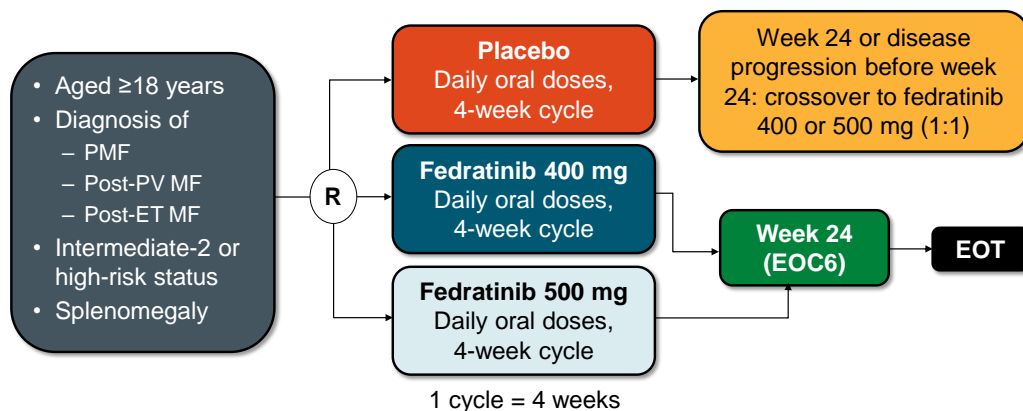 • Aged ≥18 years
• Diagnosis of
– PMF
– Post-PV MF
– Post-ET MF
• Intermediate-2 or
high-risk status
• Splenomegaly
R
Placebo
Daily oral doses,
4-week cycle
Fedratinib 400 mg
Daily oral doses,
4-week cycle
Fedratinib 500 mg
Daily oral doses,
4-week cycle
1 cycle = 4 weeks
Week 24 or disease
progression before week
24: crossover to fedratinib
400 or 500 mg (1:1)
Week 24
(EOC6)
EOT